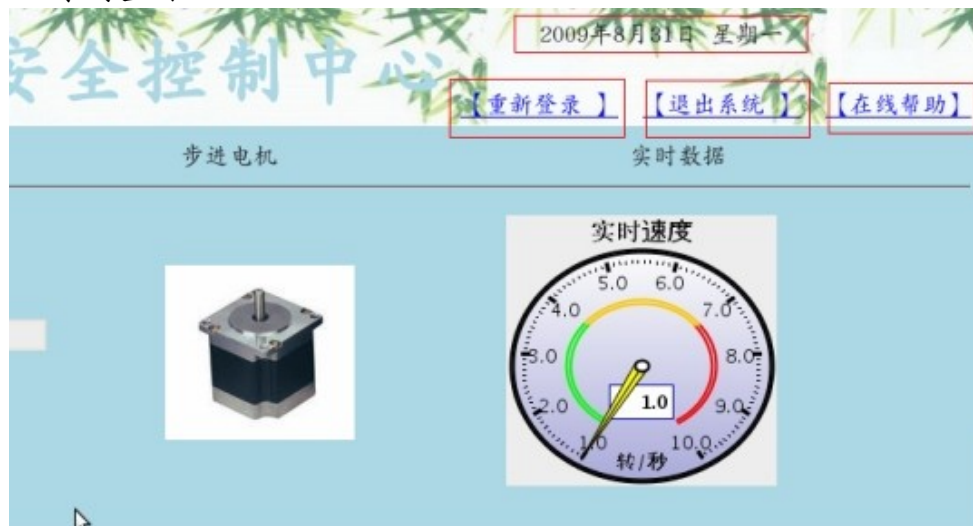 2009年8月31日 星期一
安全控制中心
【重新登录 】 【退出系统 】 【在线帮助】
步进电机 实时数据
实时速度
5.0 6.0
4.0 7.0
3.0 8.0
1.0
2.0 9.0
1.0 10.0
转/秒